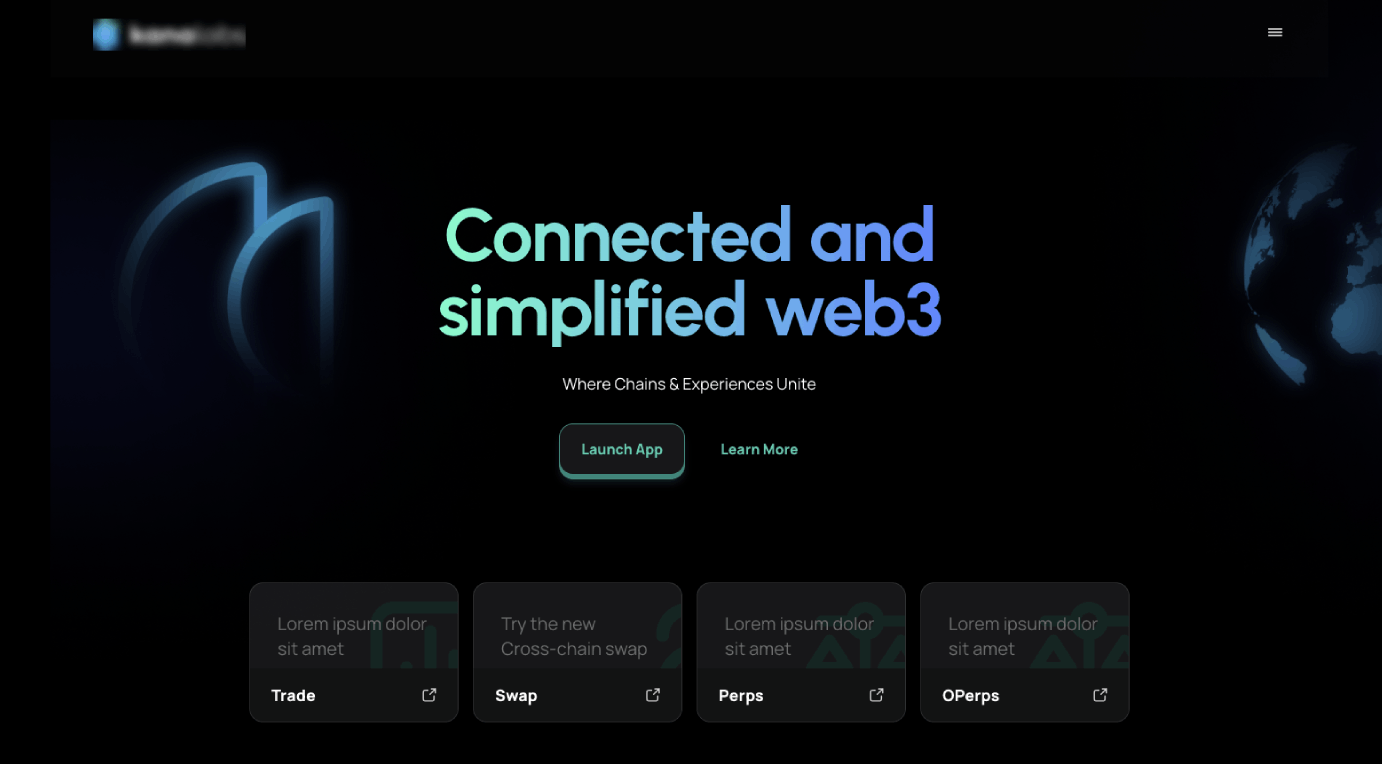 kanalabs
Connected and
simplified web3
Where Chains & Experiences Unite
Launch App
Learn More
Lorem ipsum dolor
sit amet
Trade
Try the new
Cross-chain swap
Swap
Lorem ipsum dolor
sit amet
Perps
Lorem ipsum dolor
sit amet
OPerps